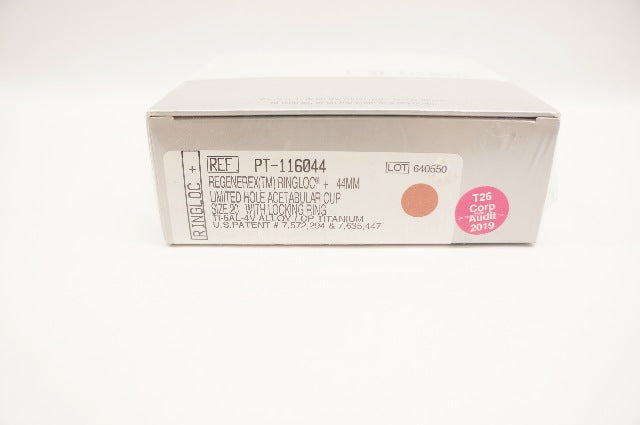 RINGLOC +
REF PT-116044
LOT 640550
REGENEREX(TM) RINGLOC® + 44MM
LIMITED HOLE ACETABULAR CUP
SIZE 20 WITH LOCKING RING
TI-6AL-4V ALLOY / CP TITANIUM
U.S.PATENT # 7,572,294 & 7,635,447
T26
Corp
Audit
2019